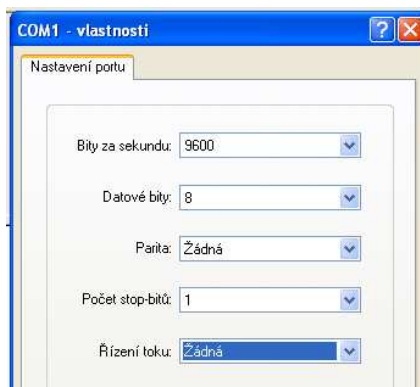 COM1 - vlastnosti
Nastavení portu
Bity za sekundu: 9600
Datové bity: 8
Parita: Žádná
Počet stop-bitů: 1
Řízení toku: Žádná